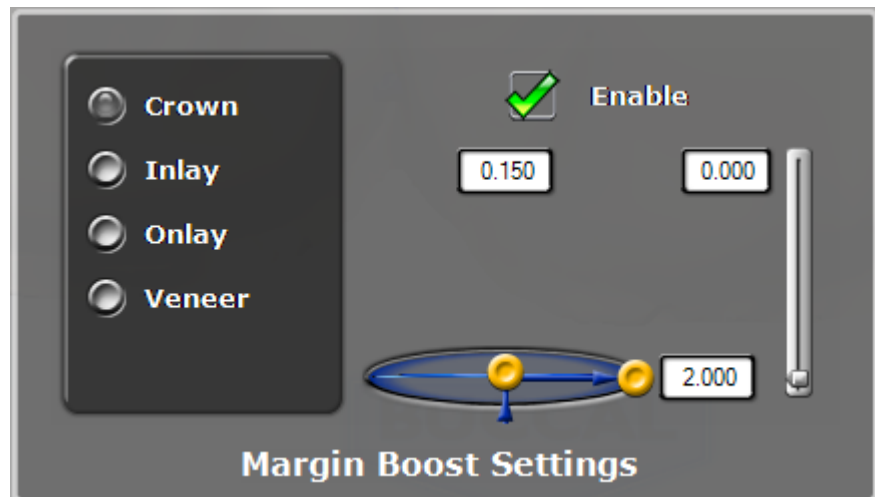 Crown
Inlay
Onlay
Veneer
Enable
0.150
0.000
2.000
Margin Boost Settings